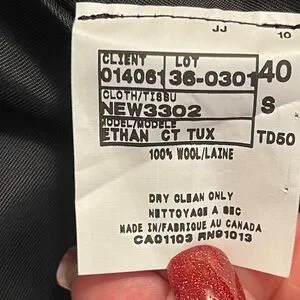 JJ 10
CLIENT LOT
014061 36-0301 40
CLOTH/TISSU
NEW3302 S
MODEL/MODELE
ETHAN CT TUX TD50
100% WOOL/LAINE
DRY CLEAN ONLY
NETTOYAGE A SEC
MADE IN/FABRIQUE AU CANADA
CA01103 RN91013